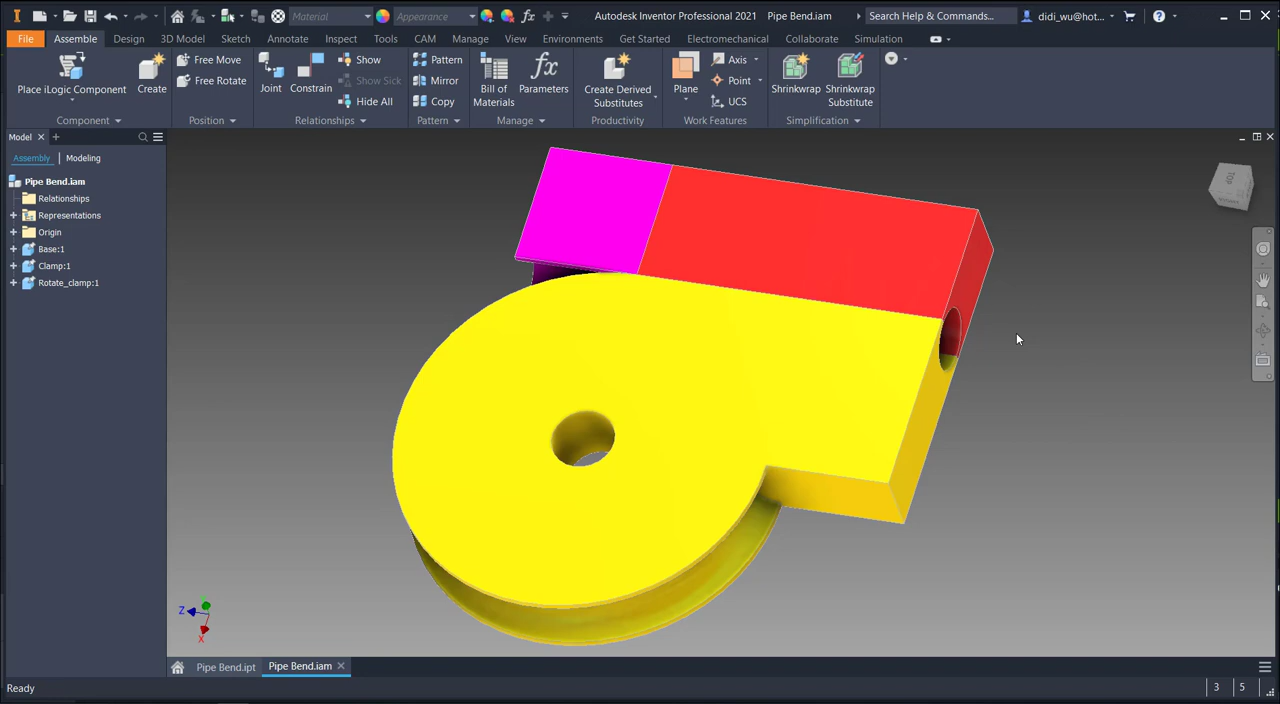 Material
Appearance
Autodesk Inventor Professional 2021 Pipe Bend.iam
Search Help & Commands...
didi_wu@hot...
File Assemble Design 3D Model Sketch Annotate Inspect Tools CAM Manage View Environments Get Started Electromechanical Collaborate Simulation
Place iLogic Component
Create
Free Move
Free Rotate
Joint
Constrain
Show
Show Sick
Hide All
Pattern
Mirror
Copy
Bill of
Materials
fx
Parameters
Create Derived
Substitutes
Plane
Axis
Point
UCS
Shrinkwrap
Shrinkwrap
Substitute
Component Position Relationships Pattern Manage Productivity Work Features Simplification
Model
Assembly Modeling
Pipe Bend.iam
Relationships
Representations
Origin
Base:1
Clamp:1
Rotate_clamp:1
TOP
Z
X
Pipe Bend.ipt Pipe Bend.iam
Ready
3 5